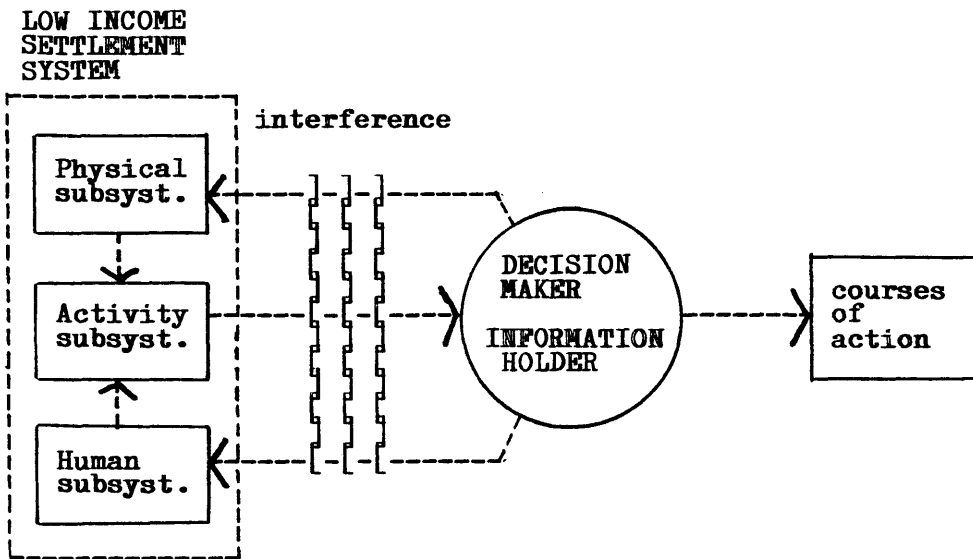 LOW INCOME
SETTLEMENT
SYSTEM
interference
Physical
subsyst.
Activity
subsyst.
Human
subsyst.
DECISION
MAKER
INFORMATION
HOLDER
courses
of
action